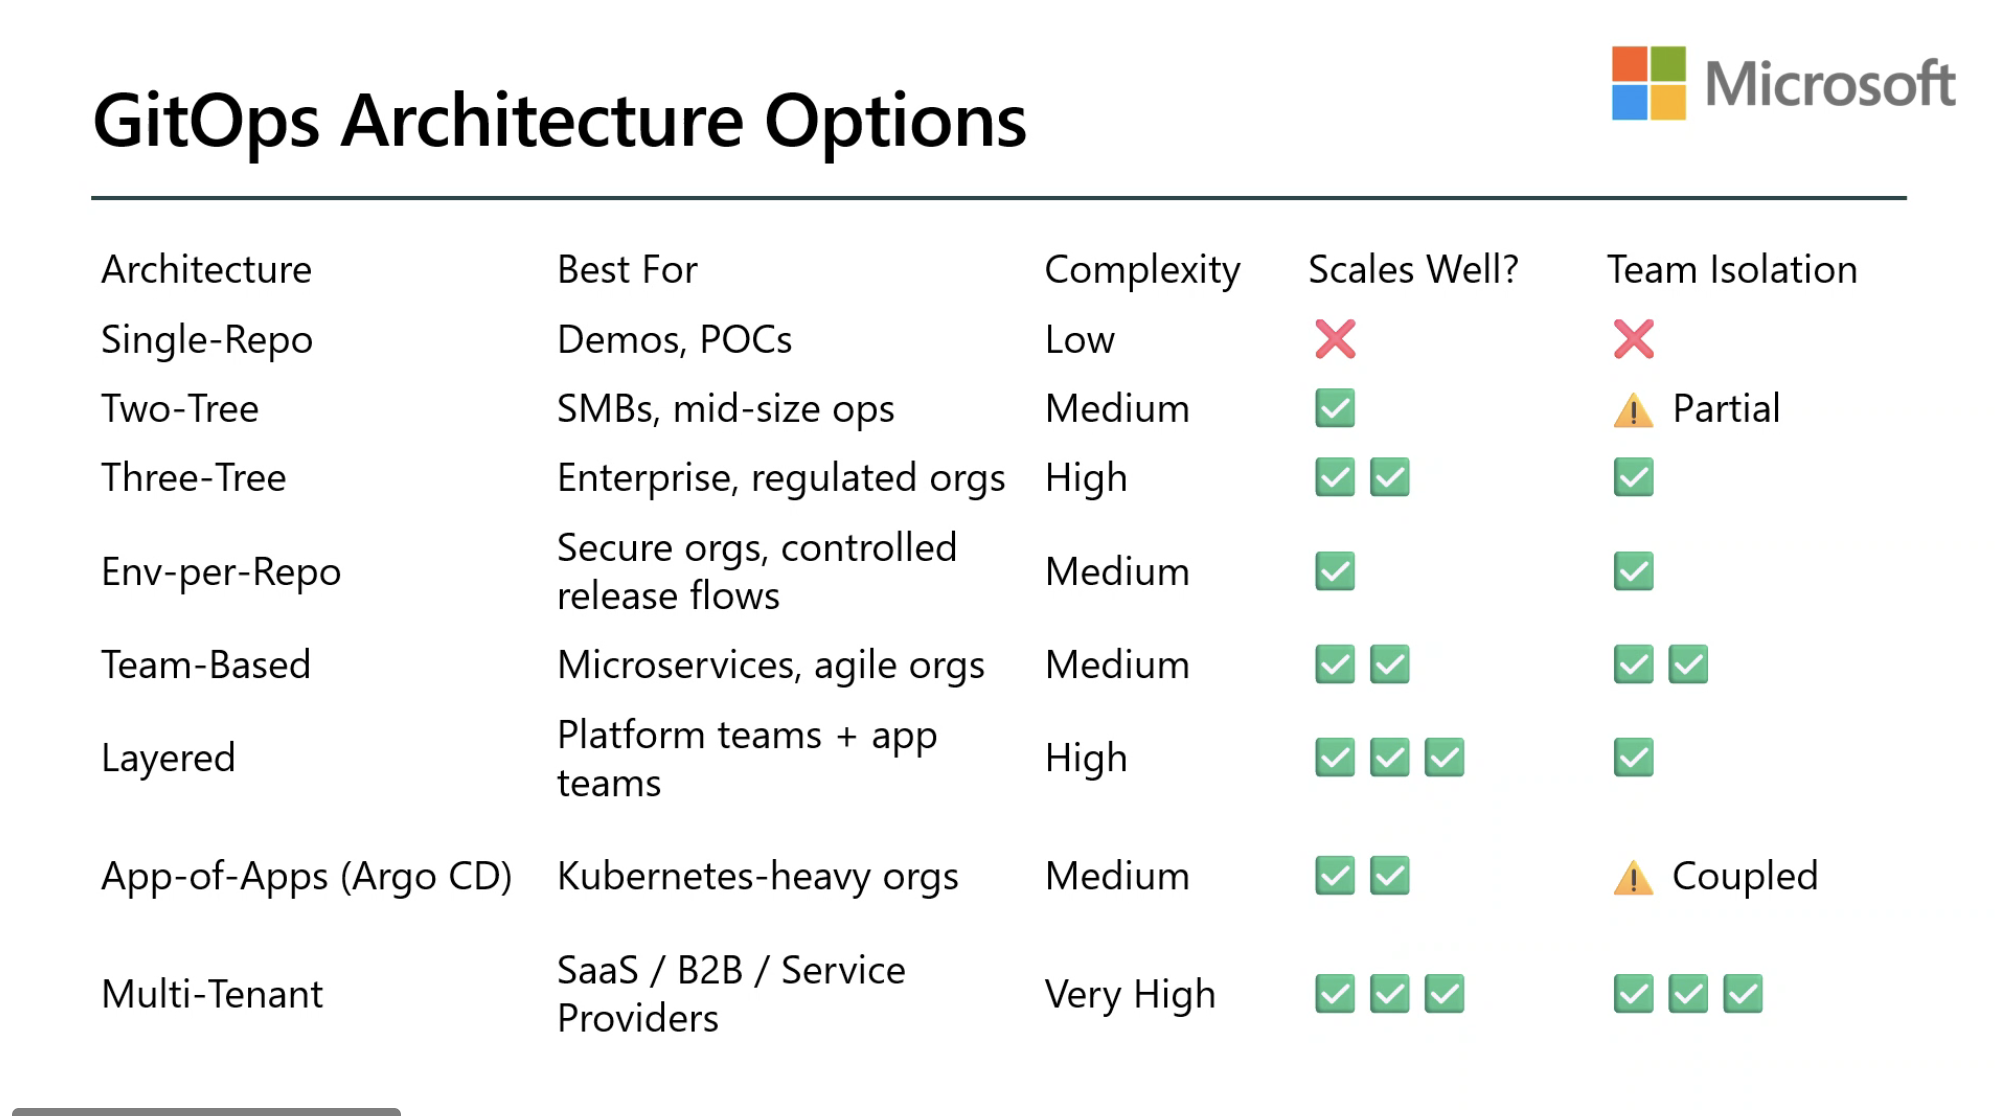 Microsoft
GitOps Architecture Options
Architecture Best For Complexity Scales Well? Team Isolation
Single-Repo Demos, POCs Low ❌ ❌
Two-Tree SMBs, mid-size ops Medium ✅ ⚠️ Partial
Three-Tree Enterprise, regulated orgs High ✅✅ ✅
Env-per-Repo Secure orgs, controlled
release flows Medium ✅ ✅
Team-Based Microservices, agile orgs Medium ✅✅ ✅✅
Layered Platform teams + app
teams High ✅✅✅ ✅
App-of-Apps (Argo CD) Kubernetes-heavy orgs Medium ✅✅ ⚠️ Coupled
Multi-Tenant SaaS / B2B / Service
Providers Very High ✅✅✅ ✅✅✅